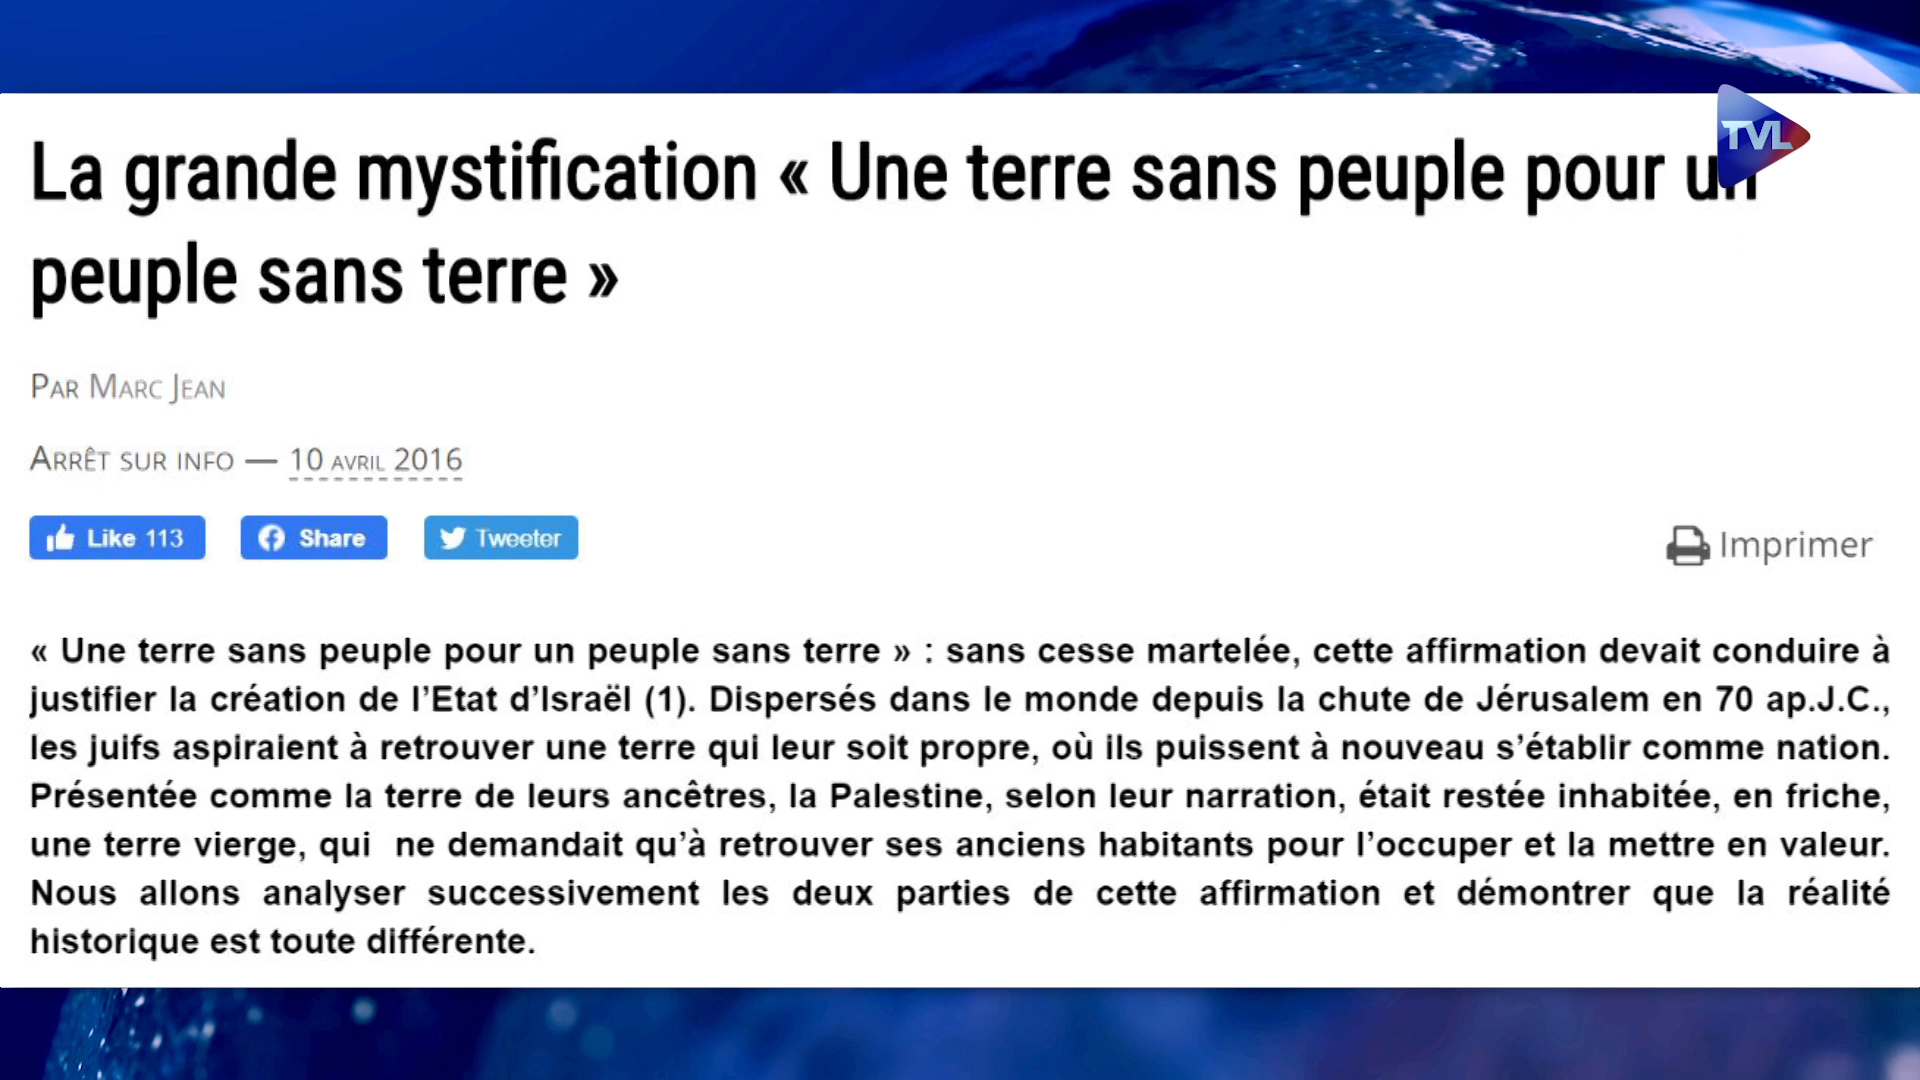 TVL
La grande mystification « Une terre sans peuple pour un
peuple sans terre »
Par Marc Jean
Arrêt sur info — 10 avril 2016
Like 113
Share
Tweeter
Imprimer
« Une terre sans peuple pour un peuple sans terre » : sans cesse martelée, cette affirmation devait conduire à
justifier la création de l’Etat d’Israël (1). Dispersés dans le monde depuis la chute de Jérusalem en 70 ap.J.C.,
les juifs aspiraient à retrouver une terre qui leur soit propre, où ils puissent à nouveau s’établir comme nation.
Présentée comme la terre de leurs ancêtres, la Palestine, selon leur narration, était restée inhabitée, en friche,
une terre vierge, qui  ne demandait qu’à retrouver ses anciens habitants pour l’occuper et la mettre en valeur.
Nous allons analyser successivement les deux parties de cette affirmation et démontrer que la réalité
historique est toute différente.